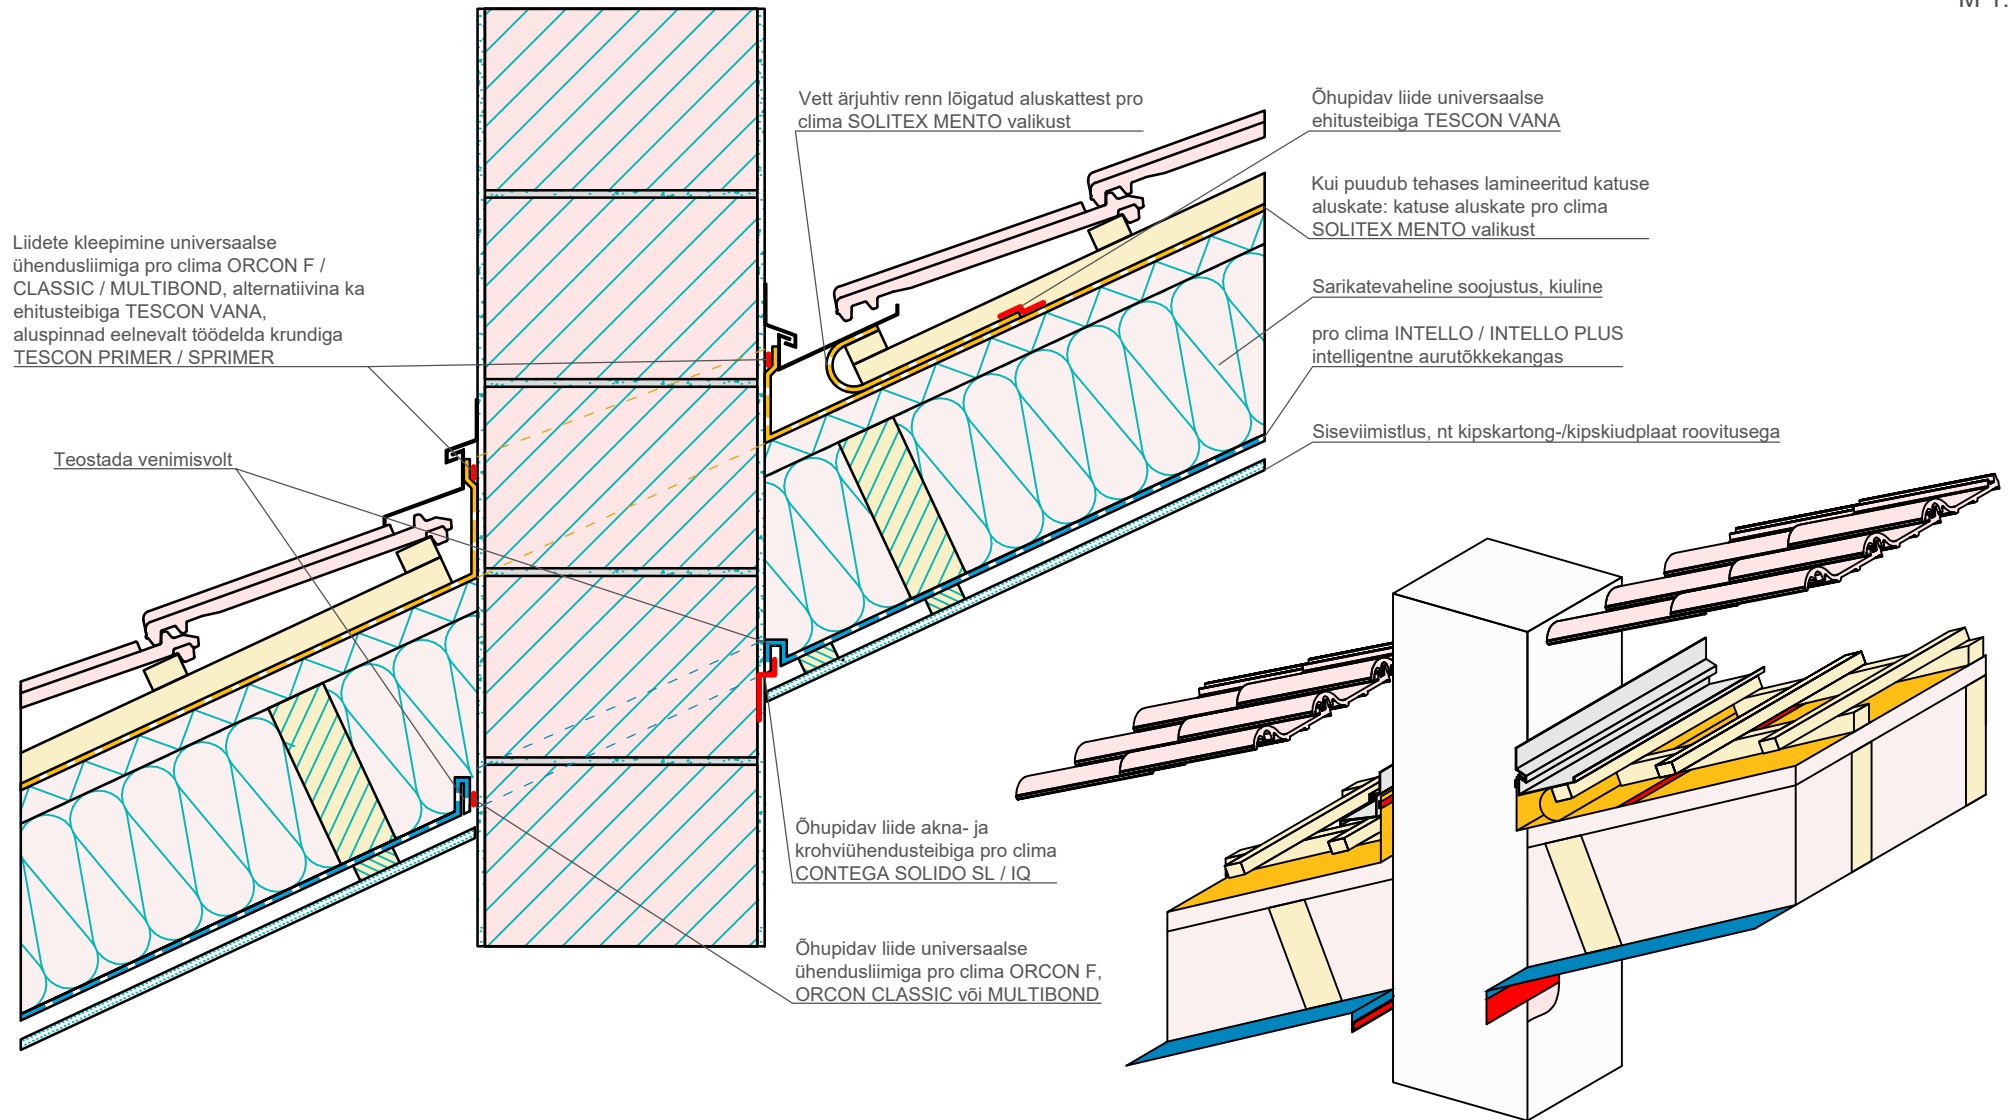 M 1:
Vett ärjuhtiv renn lõigatud aluskattest pro
clima SOLITEX MENTO valikust
Õhupidav liide universaalse
ehitusteibiga TESCON VANA
Kui puudub tehases lamineeritud katuse
aluskate: katuse aluskate pro clima
SOLITEX MENTO valikust
Liidete kleepimine universaalse
ühendusliimiga pro clima ORCON F /
CLASSIC / MULTIBOND, alternatiivina ka
ehitusteibiga TESCON VANA,
aluspinnad eelnevalt töödelda krundiga
TESCON PRIMER / SPRIMER
Sarikatevaheline soojustus, kiuline
pro clima INTELLO / INTELLO PLUS
intelligentne aurutõkkekangas
Siseviimistlus, nt kipskartong-/kipskiudplaat roovitusega
Teostada venimisvolt
Õhupidav liide akna- ja
krohviühendusteibiga pro clima
CONTEGA SOLIDO SL / IQ
Õhupidav liide universaalse
ühendusliimiga pro clima ORCON F,
ORCON CLASSIC või MULTIBOND